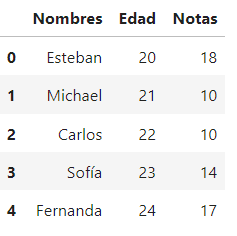 Nombres Edad Notas
0 Esteban 20 18
1 Michael 21 10
2 Carlos 22 10
3 Sofía 23 14
4 Fernanda 24 17